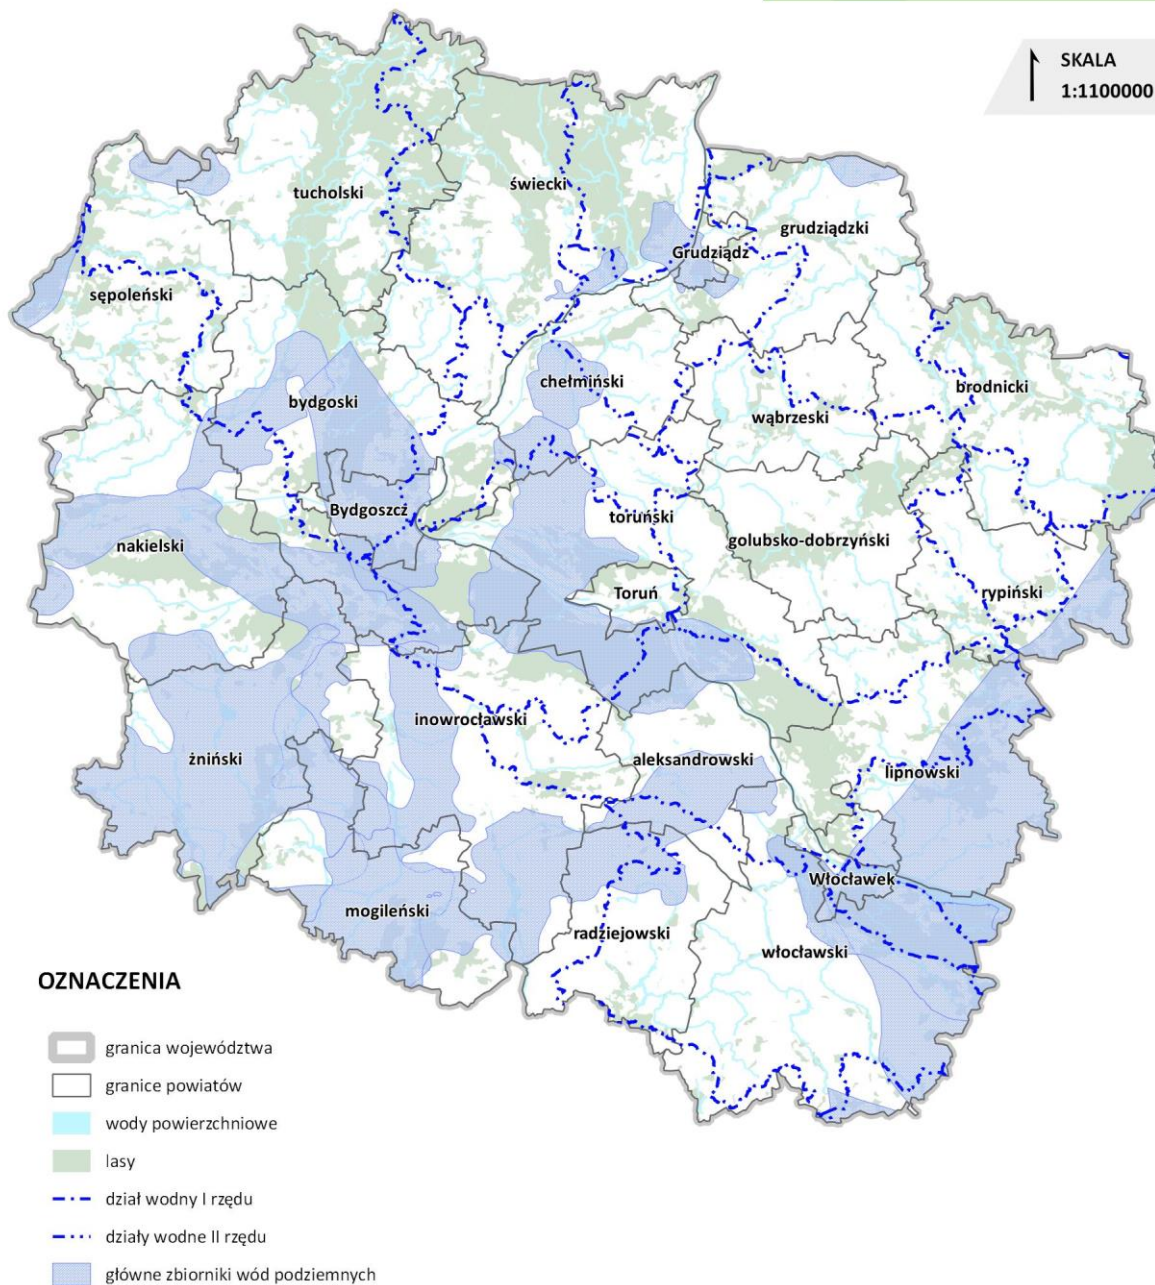 SKALA
1:1100000
tucholski
świecki
grudziądzki
Grudziądz
sępoleński
chełmiński
brodnicki
bydgoski
wąbrzeski
Bydgoszcz
toruński
golubsko-dobrzyński
nakielski
Toruń
rypiński
inowrocławski
żniński
aleksandrowski
lipnowski
Włocławek
mogileński
radziejowski
włocławski
OZNACZENIA
granica województwa
granice powiatów
wody powierzchniowe
lasy
dział wodny I rzędu
działy wodne II rzędu
główne zbiorniki wód podziemnych